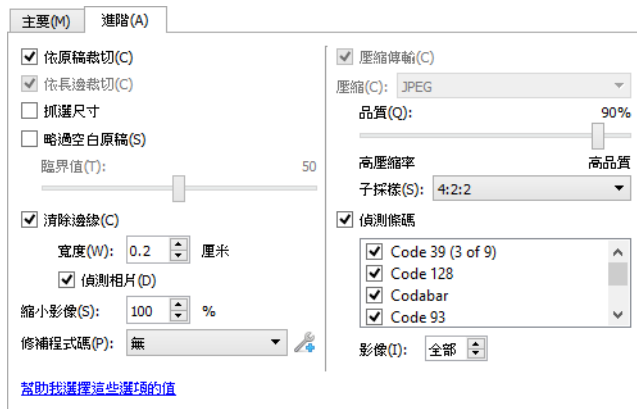 主要(M)
進階(A)
依原稿裁切(C)
依長邊裁切(C)
抓選尺寸
略過空白原稿(S)
臨界值(T): 50
清除邊緣(C)
寬度(W): 0.2 厘米
偵測相片(D)
縮小影像(S): 100 %
修補程式碼(P): 無
幫助我選擇這些選項的值
壓縮傳輸(C)
壓縮(C): JPEG
品質(Q): 90%
高壓縮率 高品質
子採樣(S): 4:2:2
偵測條碼
Code 39 (3 of 9)
Code 128
Codabar
Code 93
影像(I): 全部